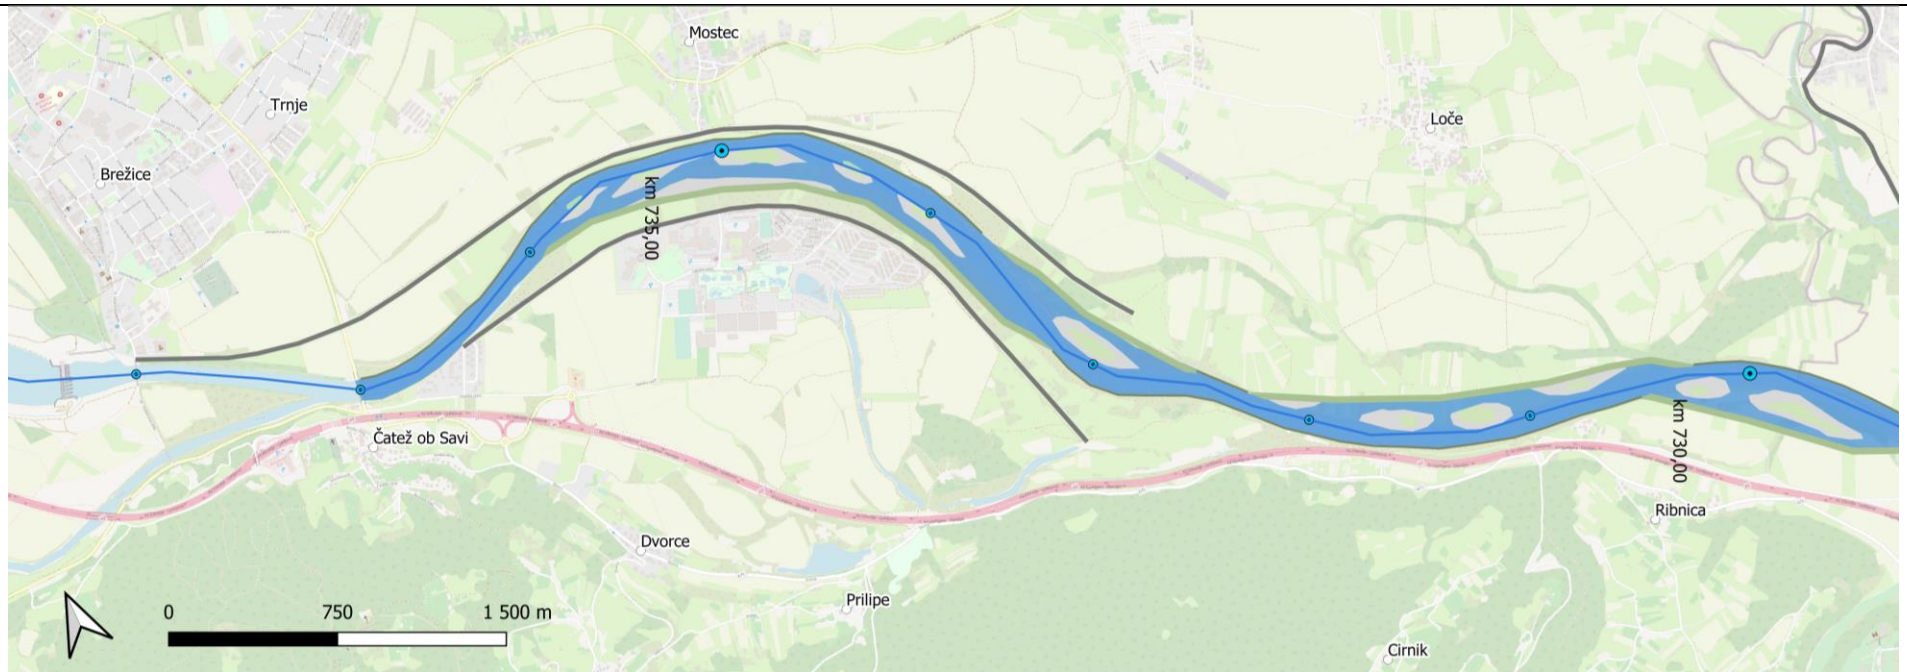 Mostec
Trnje
Loče
Brežice
km 735,00
km 730,00
Čatež ob Savi
Ribnica
Dvorce
Prilipe
0 750 1 500 m
Cirnik